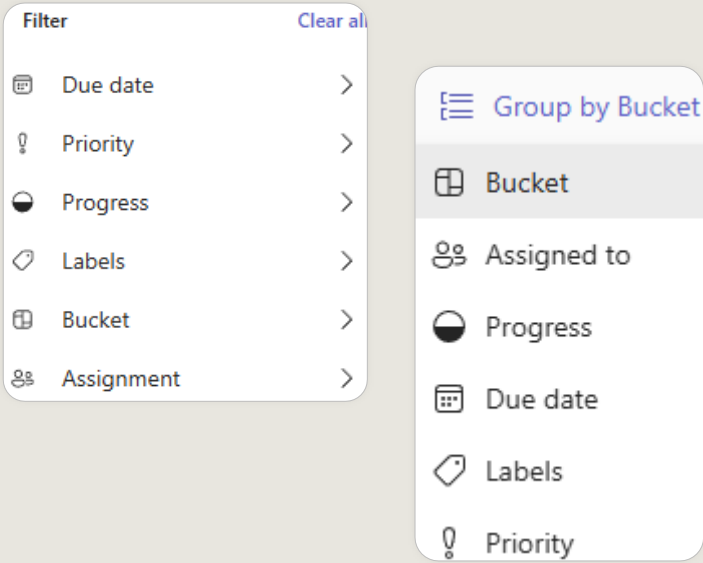 Filter
Clear all
Due date
Priority
Progress
Labels
Bucket
Assignment
Group by Bucket
Bucket
Assigned to
Progress
Due date
Labels
Priority